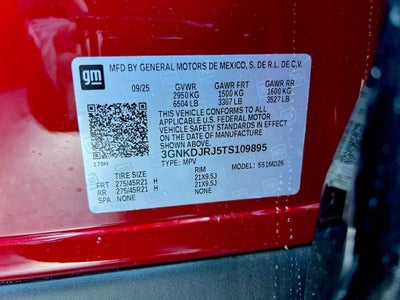 gm
MFD BY GENERAL MOTORS DE MEXICO, S. DE R.L. DE C.V.
09/25 GVWR GAWR FRT GAWR RR
2950 KG 1500 KG 1600 KG
6504 LB 3307 LB 3527 LB
THIS VEHICLE CONFORMS TO ALL
APPLICABLE U.S. FEDERAL MOTOR
VEHICLE SAFETY STANDARDS IN EFFECT
ON THE DATE OF MANUFACTURE
SHOWN ABOVE.
3GNKDJRJ5TS109895
170H TYPE: MPV MODEL: 551MD26
TIRE SIZE RIM
FRT 275/45R21 H 21X9.5J
RR 275/45R21 H 21X9.5J
SPA NONE NONE